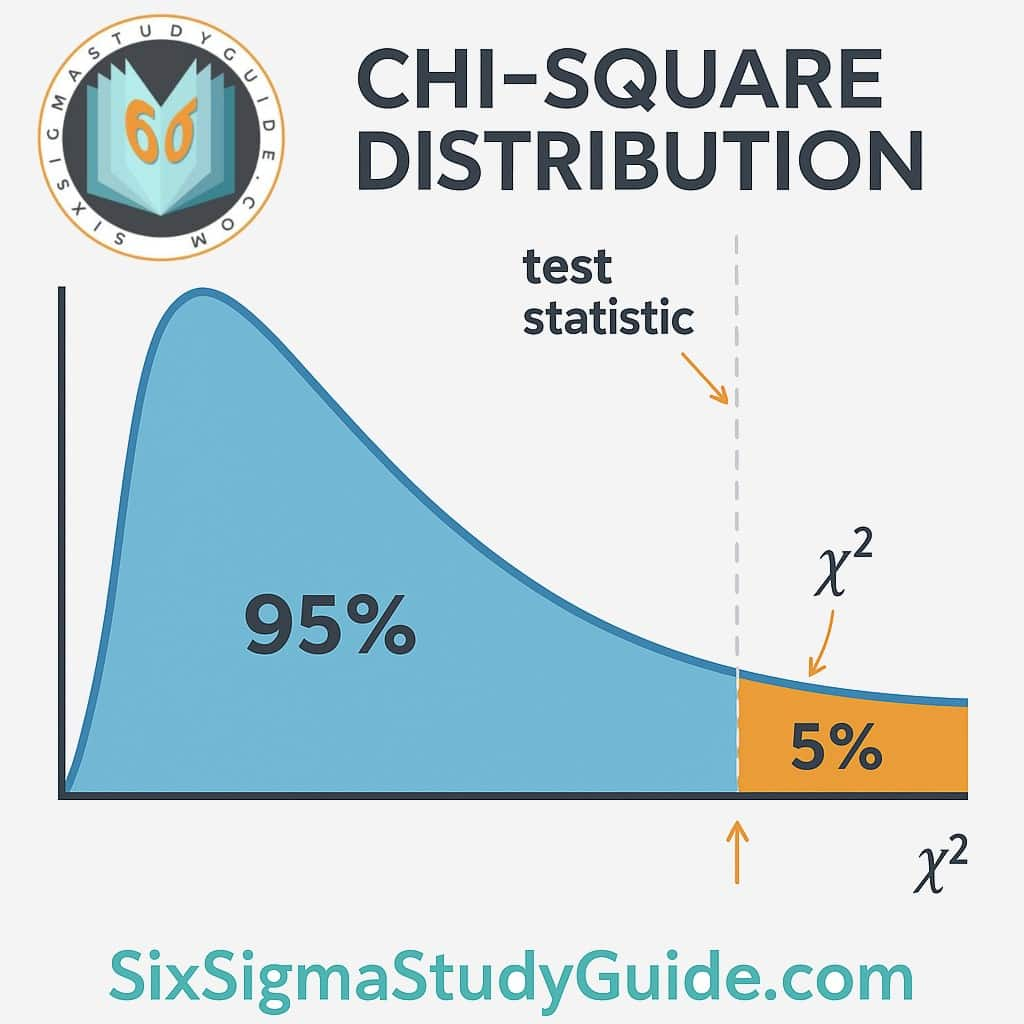 SIXSIGMASTUDYGUIDE.COM
6σ
CHI-SQUARE
DISTRIBUTION
test
statistic
χ²
95%
5%
χ²
SixSigmaStudyGuide.com